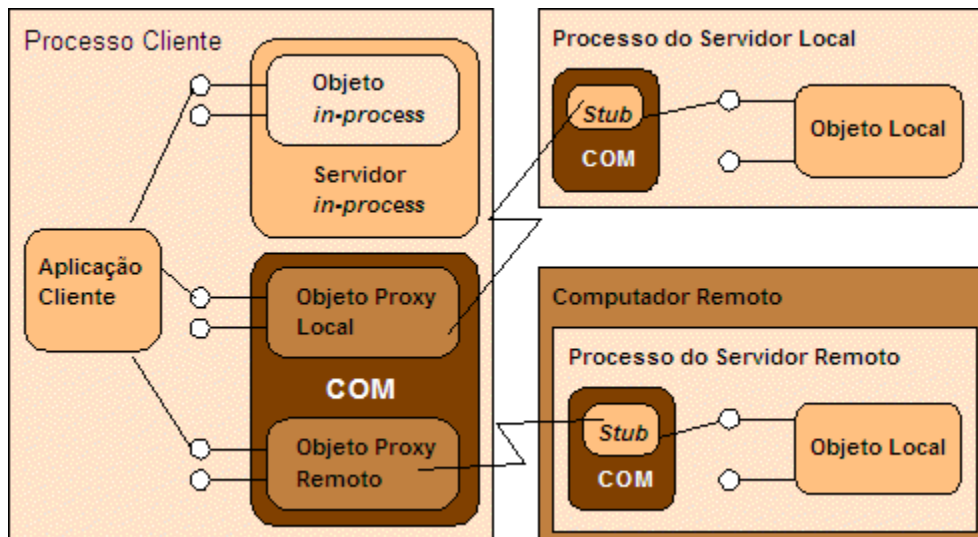 Processo Cliente
Objeto
in-process
Servidor
in-process
Aplicação
Cliente
Objeto Proxy
Local
COM
Objeto Proxy
Remoto
Processo do Servidor Local
Stub
COM
Objeto Local
Computador Remoto
Processo do Servidor Remoto
Stub
COM
Objeto Local